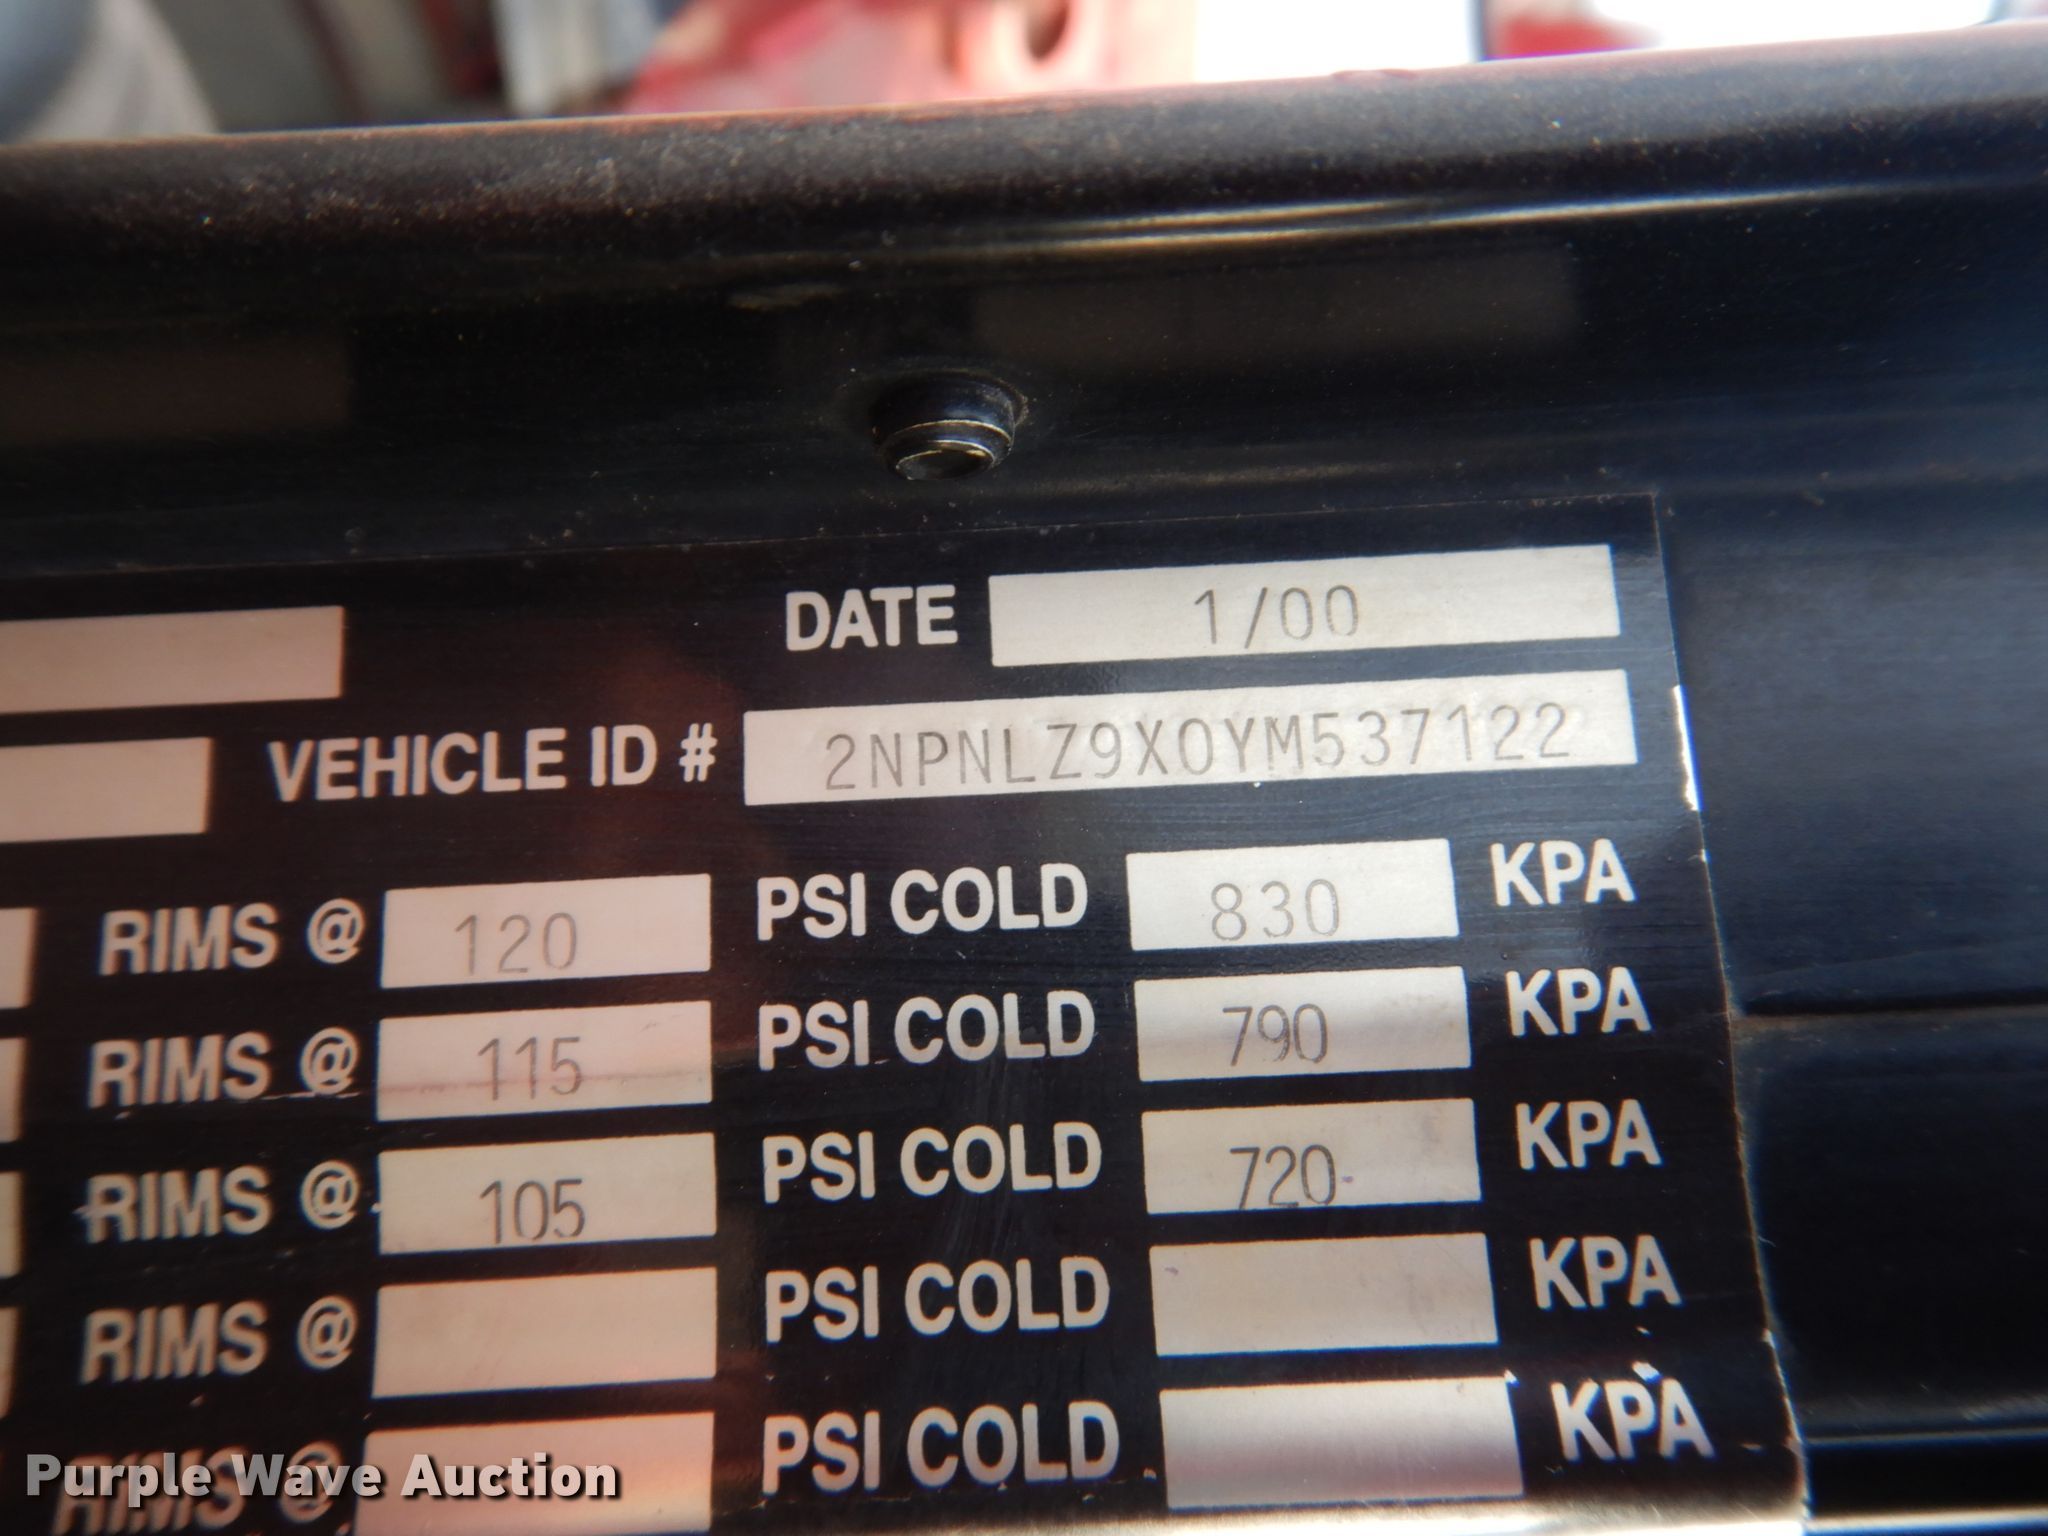 DATE 1/00
VEHICLE ID # 2NPNLZ9X0YM537122
RIMS @ 120 PSI COLD 830 KPA
RIMS @ 115 PSI COLD 790 KPA
RIMS @ 105 PSI COLD 720 KPA
RIMS @ PSI COLD KPA
RIMS @ PSI COLD KPA
Purple Wave Auction